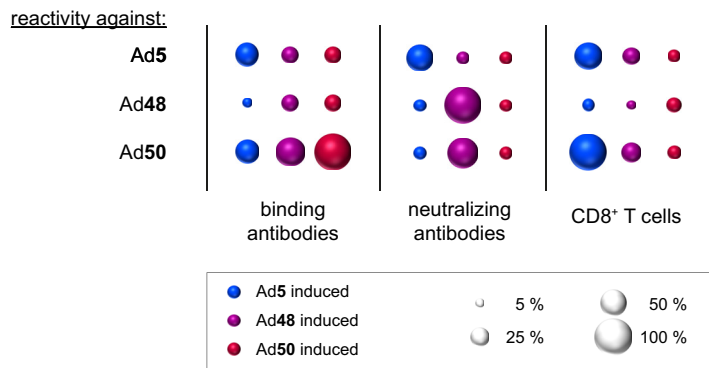 reactivity against:
Ad5
Ad48
Ad50
binding
antibodies
neutralizing
antibodies
CD8⁺ T cells
Ad5 induced
Ad48 induced
Ad50 induced
5 %
25 %
50 %
100 %